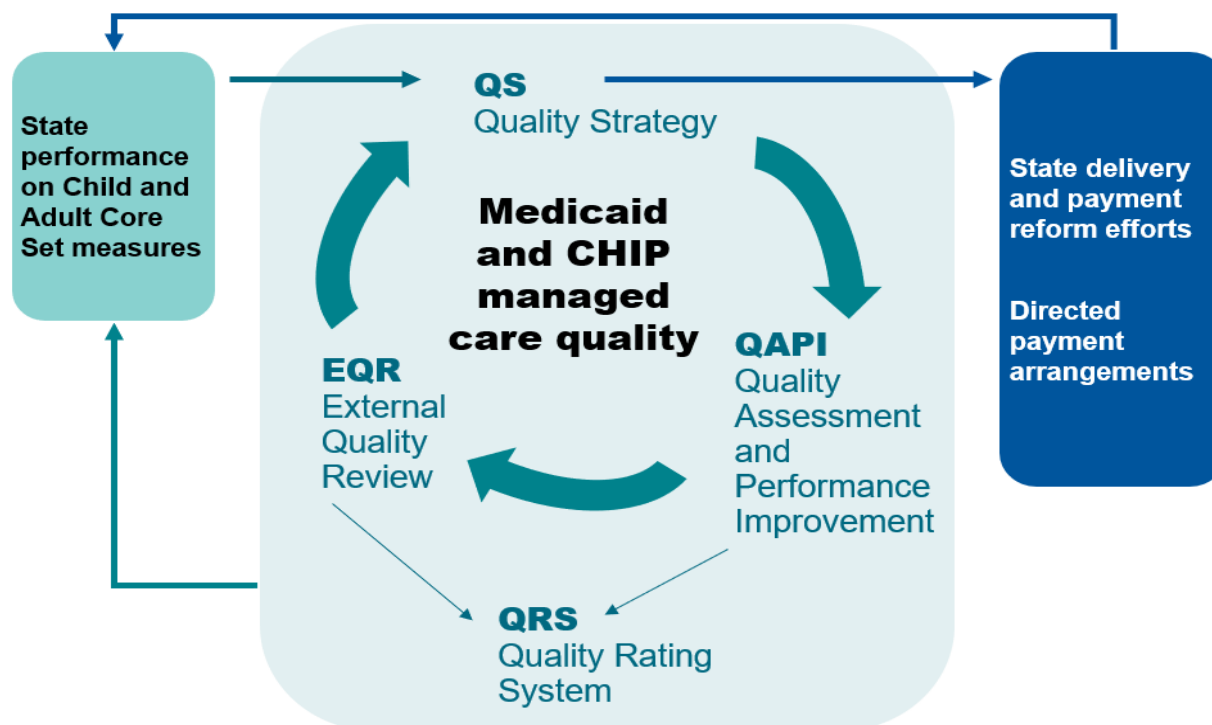 State
performance
on Child and
Adult Core
Set measures
QS
Quality Strategy
Medicaid
and CHIP
managed
care quality
EQR
External
Quality
Review
QAPI
Quality
Assessment
and
Performance
Improvement
QRS
Quality Rating
System
State delivery
and payment
reform efforts
Directed
payment
arrangements